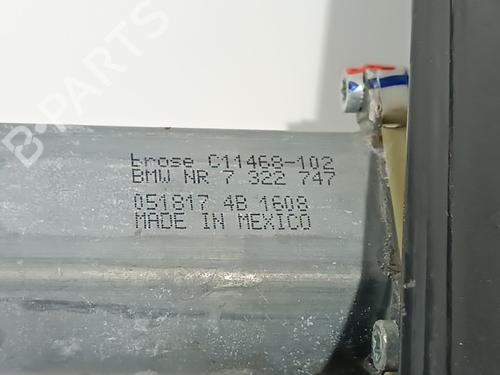 brose C11468-102
BMW NR 7 322 747
051817 4B 1608
MADE IN MEXICO
B-PARTS